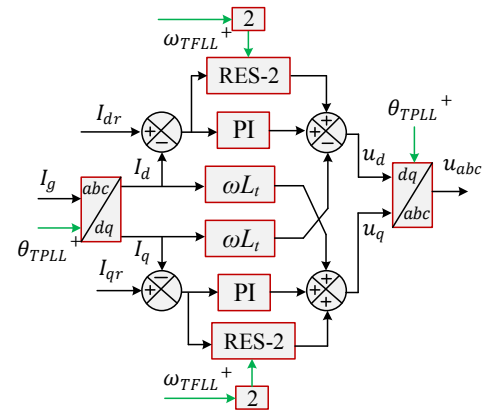 2
ω_TFLL⁺
RES-2
I_dr
+
−
PI
+
+
−
θ_TPLL⁺
I_g
abc
dq
I_d
ωL_t
u_d
dq
abc
u_abc
θ_TPLL⁺
I_q
ωL_t
u_q
I_qr
−
+
PI
+
+
+
RES-2
ω_TFLL⁺
2